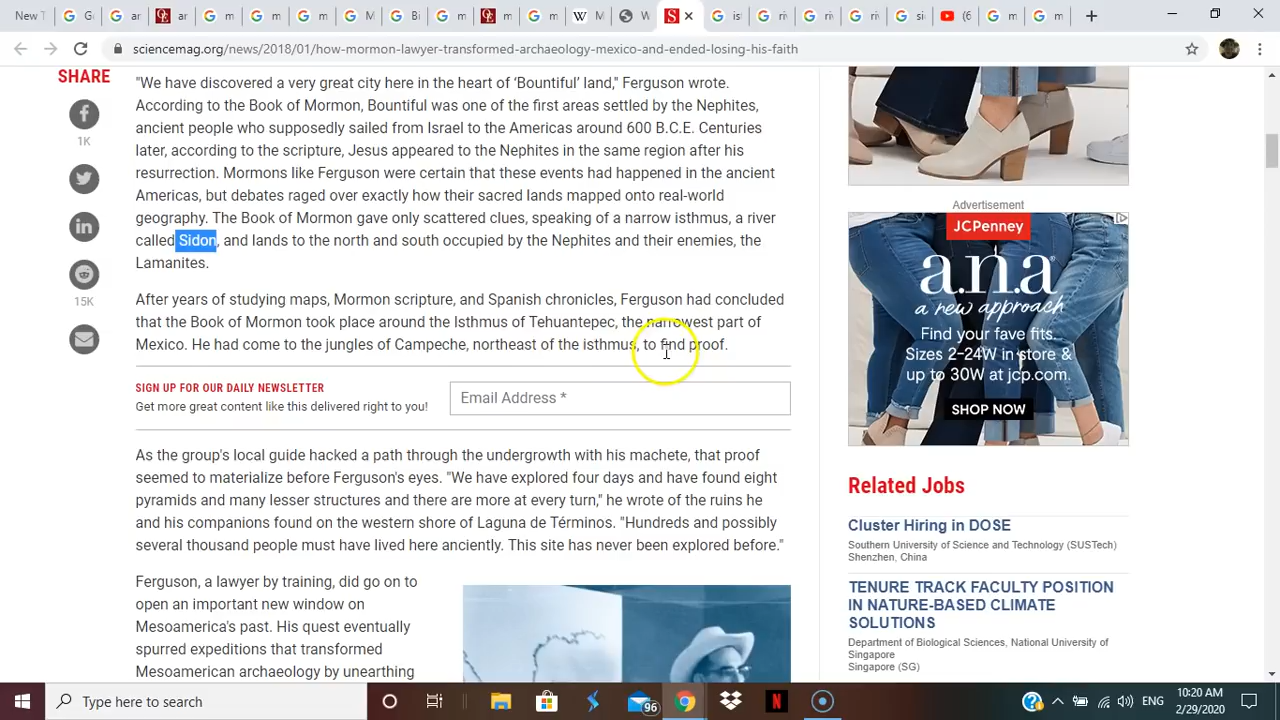 New T
ar
ar
G
M
G
Bi
G
m
W
M
W
S
is
ri
ri
si
(6
m
m
sciencemag.org/news/2018/01/how-mormon-lawyer-transformed-archaeology-mexico-and-ended-losing-his-faith
SHARE
1K
15K
"We have discovered a very great city here in the heart of ‘Bountiful’ land," Ferguson wrote.
According to the Book of Mormon, Bountiful was one of the first areas settled by the Nephites,
ancient people who supposedly sailed from Israel to the Americas around 600 B.C.E. Centuries
later, according to the scripture, Jesus appeared to the Nephites in the same region after his
resurrection. Mormons like Ferguson were certain that these events had happened in the ancient
Americas, but debates raged over exactly how their sacred lands mapped onto real-world
geography. The Book of Mormon gave only scattered clues, speaking of a narrow isthmus, a river
called Sidon, and lands to the north and south occupied by the Nephites and their enemies, the
Lamanites.
After years of studying maps, Mormon scripture, and Spanish chronicles, Ferguson had concluded
that the Book of Mormon took place around the Isthmus of Tehuantepec, the narrowest part of
Mexico. He had come to the jungles of Campeche, northeast of the isthmus, to find proof.
SIGN UP FOR OUR DAILY NEWSLETTER
Get more great content like this delivered right to you!
Email Address *
As the group's local guide hacked a path through the undergrowth with his machete, that proof
seemed to materialize before Ferguson's eyes. "We have explored four days and have found eight
pyramids and many lesser structures and there are more at every turn," he wrote of the ruins he
and his companions found on the western shore of Laguna de Términos. "Hundreds and possibly
several thousand people must have lived here anciently. This site has never been explored before."
Ferguson, a lawyer by training, did go on to
open an important new window on
Mesoamerica's past. His quest eventually
spurred expeditions that transformed
Mesoamerican archaeology by unearthing
Advertisement
JCPenney
a.n.a
a new approach
Find your fave fits.
Sizes 2-24W in store &
up to 30W at jcp.com.
SHOP NOW
Related Jobs
Cluster Hiring in DOSE
Southern University of Science and Technology (SUSTech)
Shenzhen, China
TENURE TRACK FACULTY POSITION
IN NATURE-BASED CLIMATE
SOLUTIONS
Department of Biological Sciences, National University of
Singapore
Singapore (SG)
Type here to search
96
N
ENG
10:20 AM
2/29/2020